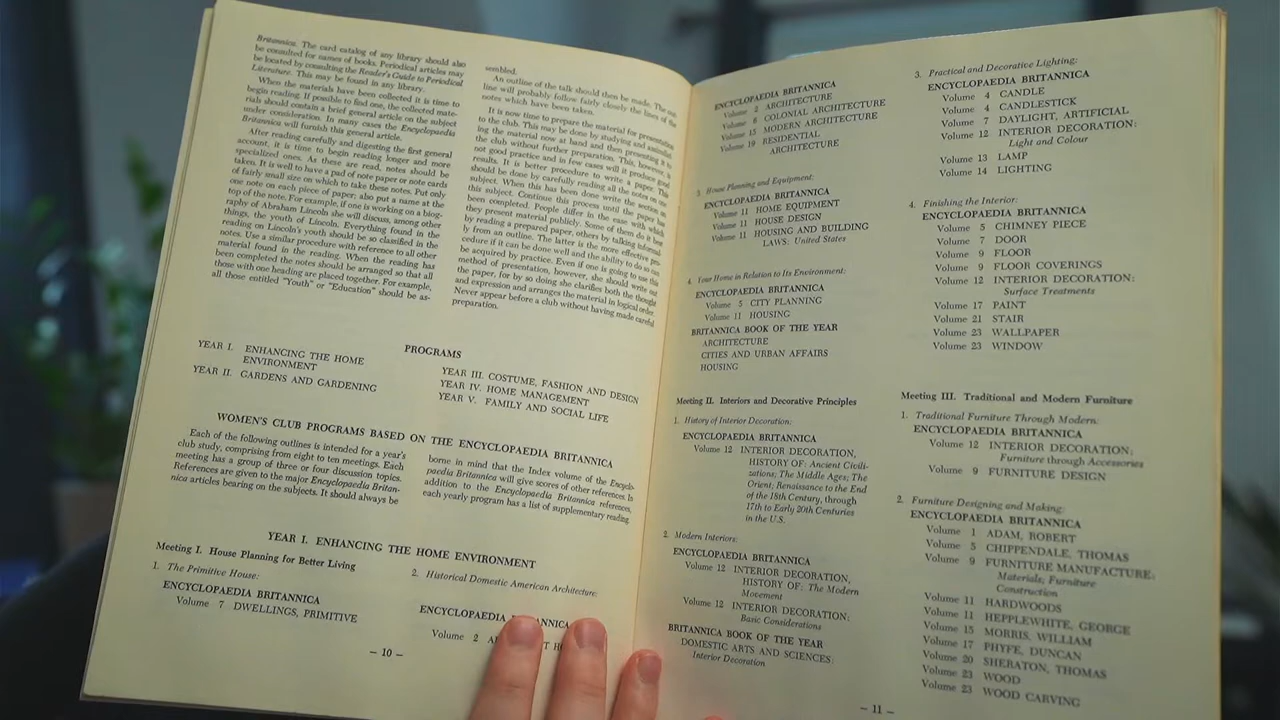 Britannica. The card catalog of any library should also
be consulted for names of books. Periodical articles may
be located by consulting the Reader's Guide to Periodical
Literature. This may be found in any library.
When the materials have been collected it is time to
begin reading. If possible to find one, the collected mate-
rials should contain a brief general article on the subject
under consideration. In many cases the Encyclopaedia
Britannica will furnish this general article.
After reading carefully and digesting the first general
account, it is time to begin reading longer and more
specialized ones. As these are read, notes should be
taken. It is well to have a pad of note paper or note cards
of fairly small size on which to take these notes. Put only
one note on each piece of paper; also put a name at the
top of the note. For example, if one is working on a biog-
raphy of Abraham Lincoln she will discuss, among other
things, the youth of Lincoln. Everything found in the
reading on Lincoln's youth should be so classified in the
notes. Use a similar procedure with reference to all other
material found in the reading. When the reading has
been completed the notes should be arranged so that all
those with one heading are placed together. For example,
all those entitled "Youth" or "Education" should be as-
sembled.
An outline of the talk should then be made. The out-
line will probably follow fairly closely the lines of the
notes which have been taken.
It is now time to prepare the material for presentation
to the club. This may be done by studying and assimilat-
ing the material now at hand and then presenting it to
the club without further preparation. This, however, is
not good practice and in few cases will it produce good
results. It is better procedure to write a paper. This
should be done by carefully reading all the notes on one
subject. When this has been done write the section on
this subject. Continue this process until the paper has
been completed. People differ in the ease with which
they present material publicly. Some of them do it best
by reading a prepared paper, others by talking informal-
ly from an outline. The latter is the more effective pro-
cedure if it can be done well and the ability to do so can
be acquired by practice. Even if one is going to use this
method of presentation, however, she should write out
the paper, for by so doing she clarifies both the thought
and expression and arranges the material in logical order.
Never appear before a club without having made careful
preparation.
PROGRAMS
YEAR I. ENHANCING THE HOME
ENVIRONMENT
YEAR II. GARDENS AND GARDENING
YEAR III. COSTUME, FASHION AND DESIGN
YEAR IV. HOME MANAGEMENT
YEAR V. FAMILY AND SOCIAL LIFE
WOMEN'S CLUB PROGRAMS BASED ON THE ENCYCLOPAEDIA BRITANNICA
Each of the following outlines is intended for a year's
club study, comprising from eight to ten meetings. Each
meeting has a group of three or four discussion topics.
References are given to the major Encyclopaedia Britan-
nica articles bearing on the subjects. It should always be
borne in mind that the Index volume of the Encyclo-
paedia Britannica will give scores of other references. In
addition to the Encyclopaedia Britannica references,
each yearly program has a list of supplementary reading.
YEAR I. ENHANCING THE HOME ENVIRONMENT
Meeting I. House Planning for Better Living
1. The Primitive House:
ENCYCLOPAEDIA BRITANNICA
Volume 7 DWELLINGS, PRIMITIVE
2. Historical Domestic American Architecture:
ENCYCLOPAEDIA
Volume 2
– 10 –
ENCYCLOPAEDIA BRITANNICA
Volume 2 ARCHITECTURE
Volume 6 COLONIAL ARCHITECTURE
Volume 15 MODERN ARCHITECTURE
Volume 19 RESIDENTIAL
ARCHITECTURE
3. House Planning and Equipment:
ENCYCLOPAEDIA BRITANNICA
Volume 11 HOME EQUIPMENT
Volume 11 HOUSE DESIGN
Volume 11 HOUSING AND BUILDING
LAWS: United States
4. Your Home in Relation to Its Environment:
ENCYCLOPAEDIA BRITANNICA
Volume 5 CITY PLANNING
Volume 11 HOUSING
BRITANNICA BOOK OF THE YEAR
ARCHITECTURE
CITIES AND URBAN AFFAIRS
HOUSING
Meeting II. Interiors and Decorative Principles
1. History of Interior Decoration:
ENCYCLOPAEDIA BRITANNICA
Volume 12 INTERIOR DECORATION,
HISTORY OF: Ancient Civili-
zations; The Middle Ages; The
Orient; Renaissance to the End
of the 18th Century, through
17th to Early 20th Centuries
in the U.S.
2. Modern Interiors:
ENCYCLOPAEDIA BRITANNICA
Volume 12 INTERIOR DECORATION,
HISTORY OF: The Modern
Movement
Volume 12 INTERIOR DECORATION:
Basic Considerations
BRITANNICA BOOK OF THE YEAR
DOMESTIC ARTS AND SCIENCES:
Interior Decoration
3. Practical and Decorative Lighting:
ENCYCLOPAEDIA BRITANNICA
Volume 4 CANDLE
Volume 4 CANDLESTICK
Volume 7 DAYLIGHT, ARTIFICIAL
Volume 12 INTERIOR DECORATION:
Light and Colour
Volume 13 LAMP
Volume 14 LIGHTING
4. Finishing the Interior:
ENCYCLOPAEDIA BRITANNICA
Volume 5 CHIMNEY PIECE
Volume 7 DOOR
Volume 9 FLOOR
Volume 9 FLOOR COVERINGS
Volume 12 INTERIOR DECORATION:
Surface Treatments
Volume 17 PAINT
Volume 21 STAIR
Volume 23 WALLPAPER
Volume 23 WINDOW
Meeting III. Traditional and Modern Furniture
1. Traditional Furniture Through Modern:
ENCYCLOPAEDIA BRITANNICA
Volume 12 INTERIOR DECORATION:
Furniture through Accessories
Volume 9 FURNITURE DESIGN
2. Furniture Designing and Making:
ENCYCLOPAEDIA BRITANNICA
Volume 1 ADAM, ROBERT
Volume 5 CHIPPENDALE, THOMAS
Volume 9 FURNITURE MANUFACTURE:
Materials; Furniture
Construction
Volume 11 HARDWOODS
Volume 11 HEPPLEWHITE, GEORGE
Volume 15 MORRIS, WILLIAM
Volume 17 PHYFE, DUNCAN
Volume 20 SHERATON, THOMAS
Volume 23 WOOD
Volume 23 WOOD CARVING
– 11 –